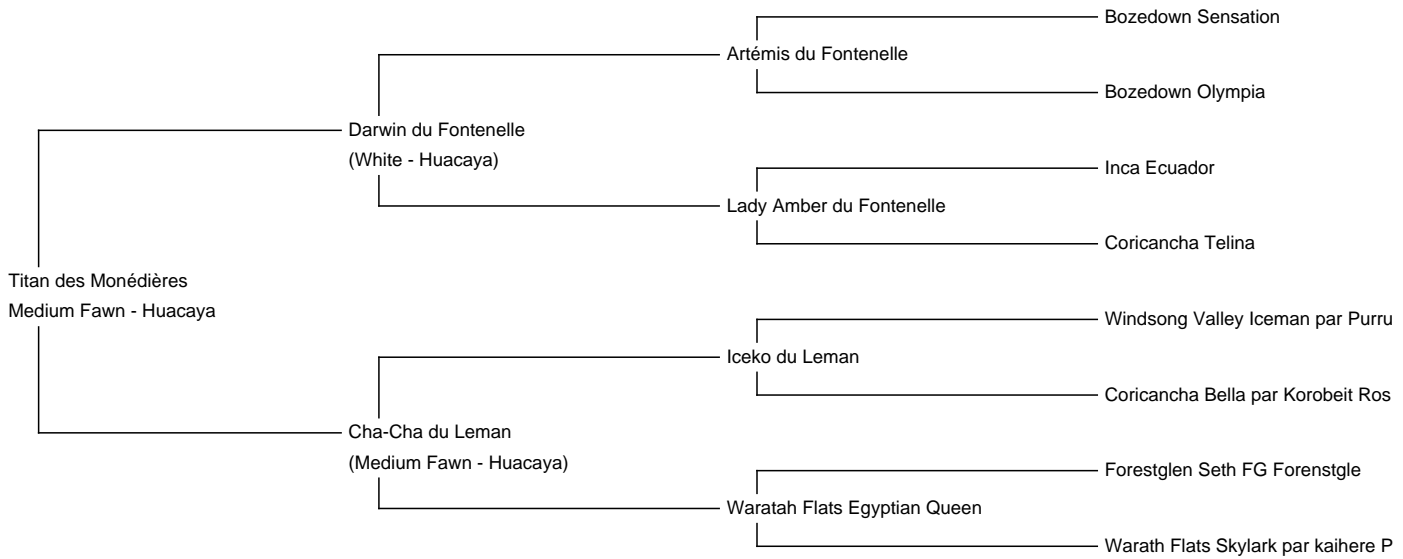 Bozedown Sensation
Artémis du Fontenelle
Bozedown Olympia
Darwin du Fontenelle
(White - Huacaya)
Inca Ecuador
Lady Amber du Fontenelle
Coricancha Telina
Titan des Monédières
Medium Fawn - Huacaya
Windsong Valley Iceman par Purru
Iceko du Leman
Coricancha Bella par Korobeit Ros
Cha-Cha du Leman
(Medium Fawn - Huacaya)
Forestglen Seth FG Forenstgle
Waratah Flats Egyptian Queen
Warath Flats Skylark par kaihere P